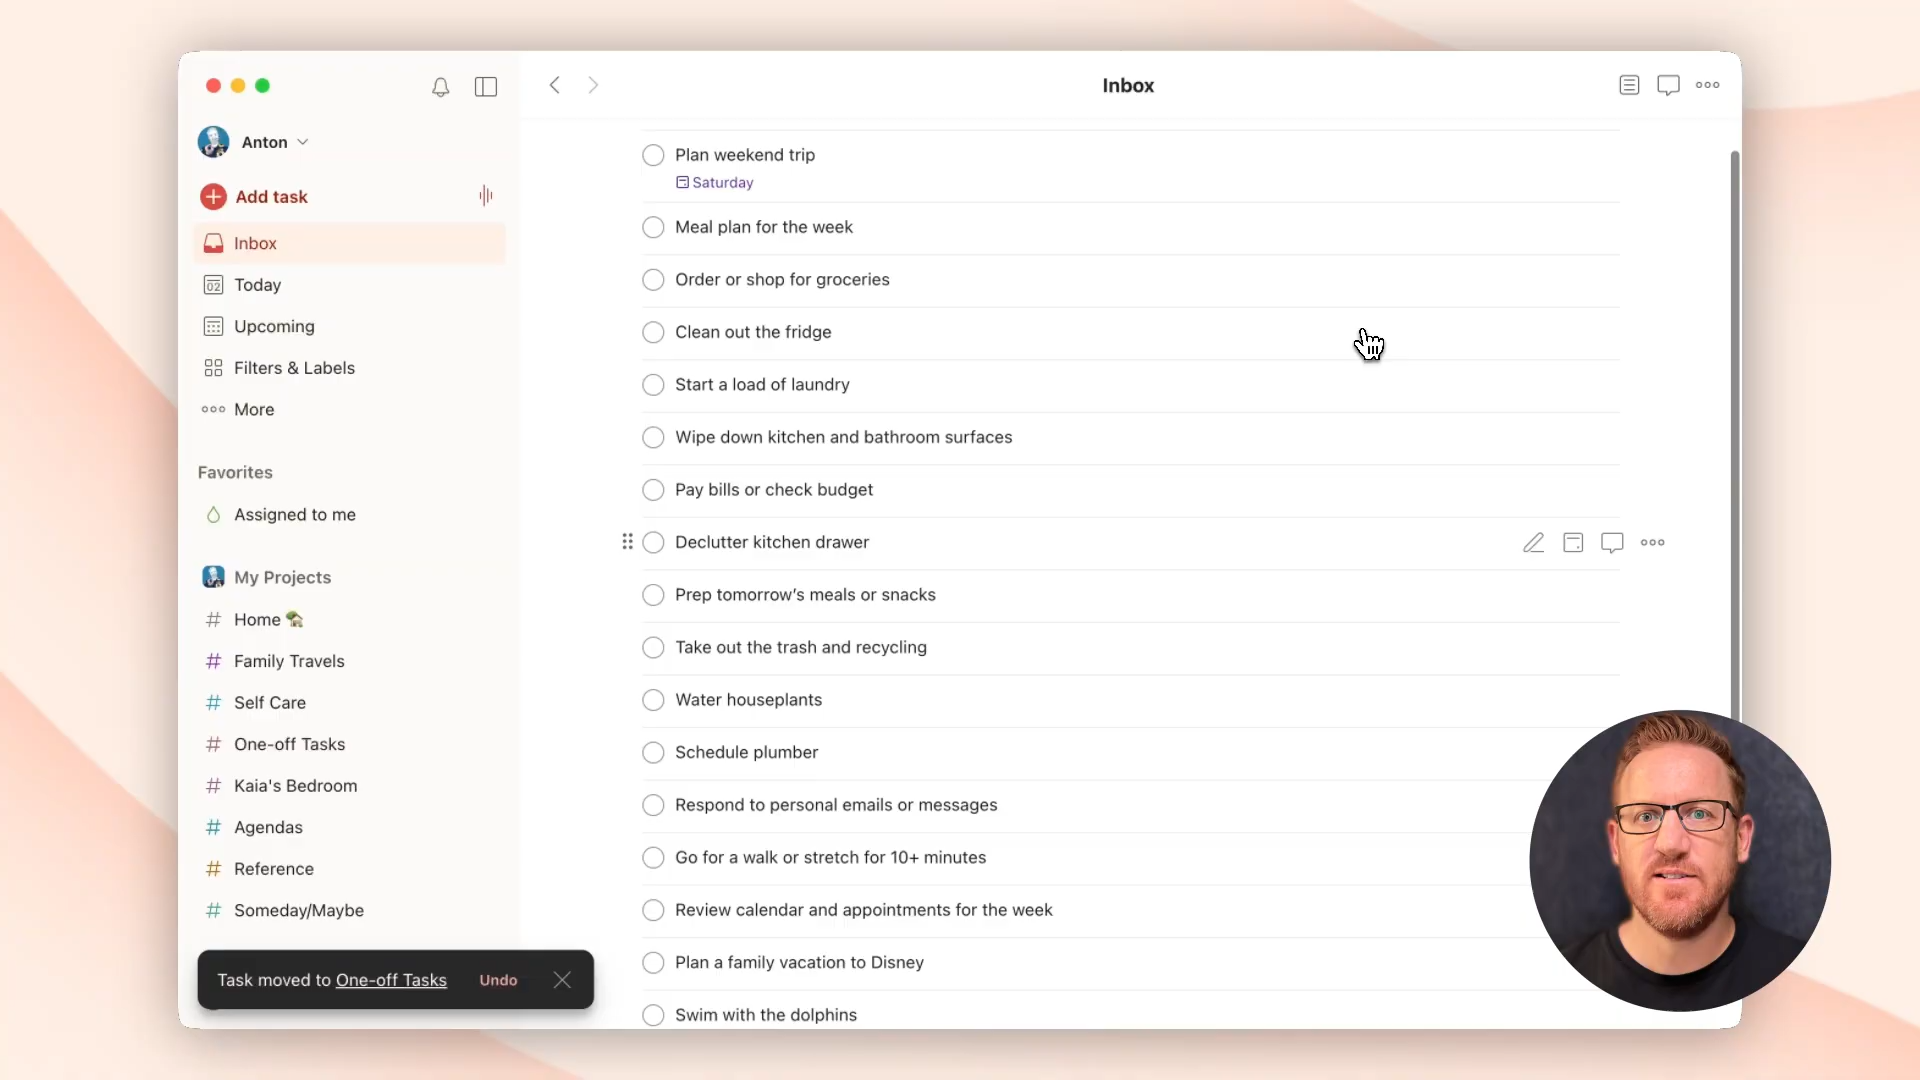 Inbox
Anton
Add task
Inbox
02
Today
Upcoming
Filters & Labels
More
Favorites
Assigned to me
My Projects
Home
Family Travels
Self Care
One-off Tasks
Kaia's Bedroom
Agendas
Reference
Someday/Maybe
Task moved to One-off Tasks Undo
Plan weekend trip
Saturday
Meal plan for the week
Order or shop for groceries
Clean out the fridge
Start a load of laundry
Wipe down kitchen and bathroom surfaces
Pay bills or check budget
Declutter kitchen drawer
Prep tomorrow’s meals or snacks
Take out the trash and recycling
Water houseplants
Schedule plumber
Respond to personal emails or messages
Go for a walk or stretch for 10+ minutes
Review calendar and appointments for the week
Plan a family vacation to Disney
Swim with the dolphins